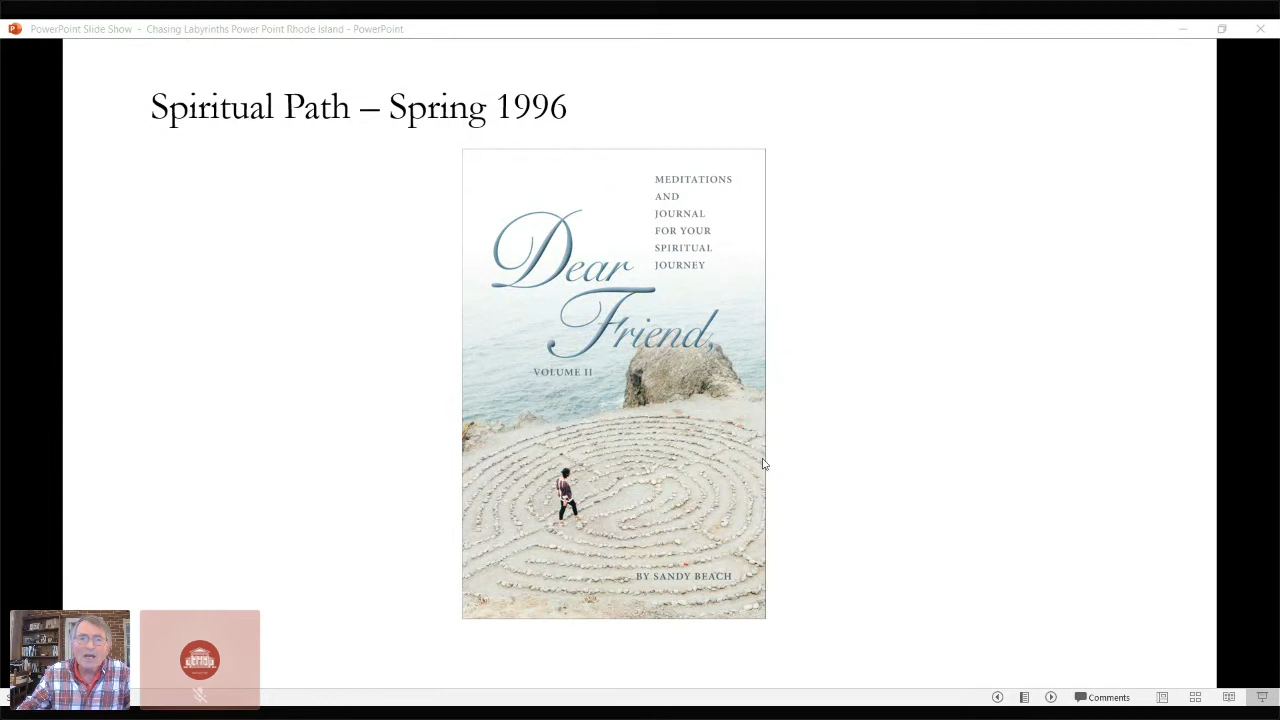 PowerPoint Slide Show - Chasing Labyrinths Power Point Rhode Island - PowerPoint
Spiritual Path – Spring 1996
MEDITATIONS
AND
JOURNAL
FOR YOUR
SPIRITUAL
JOURNEY
Dear
Friend,
VOLUME II
BY SANDY BEACH
Comments